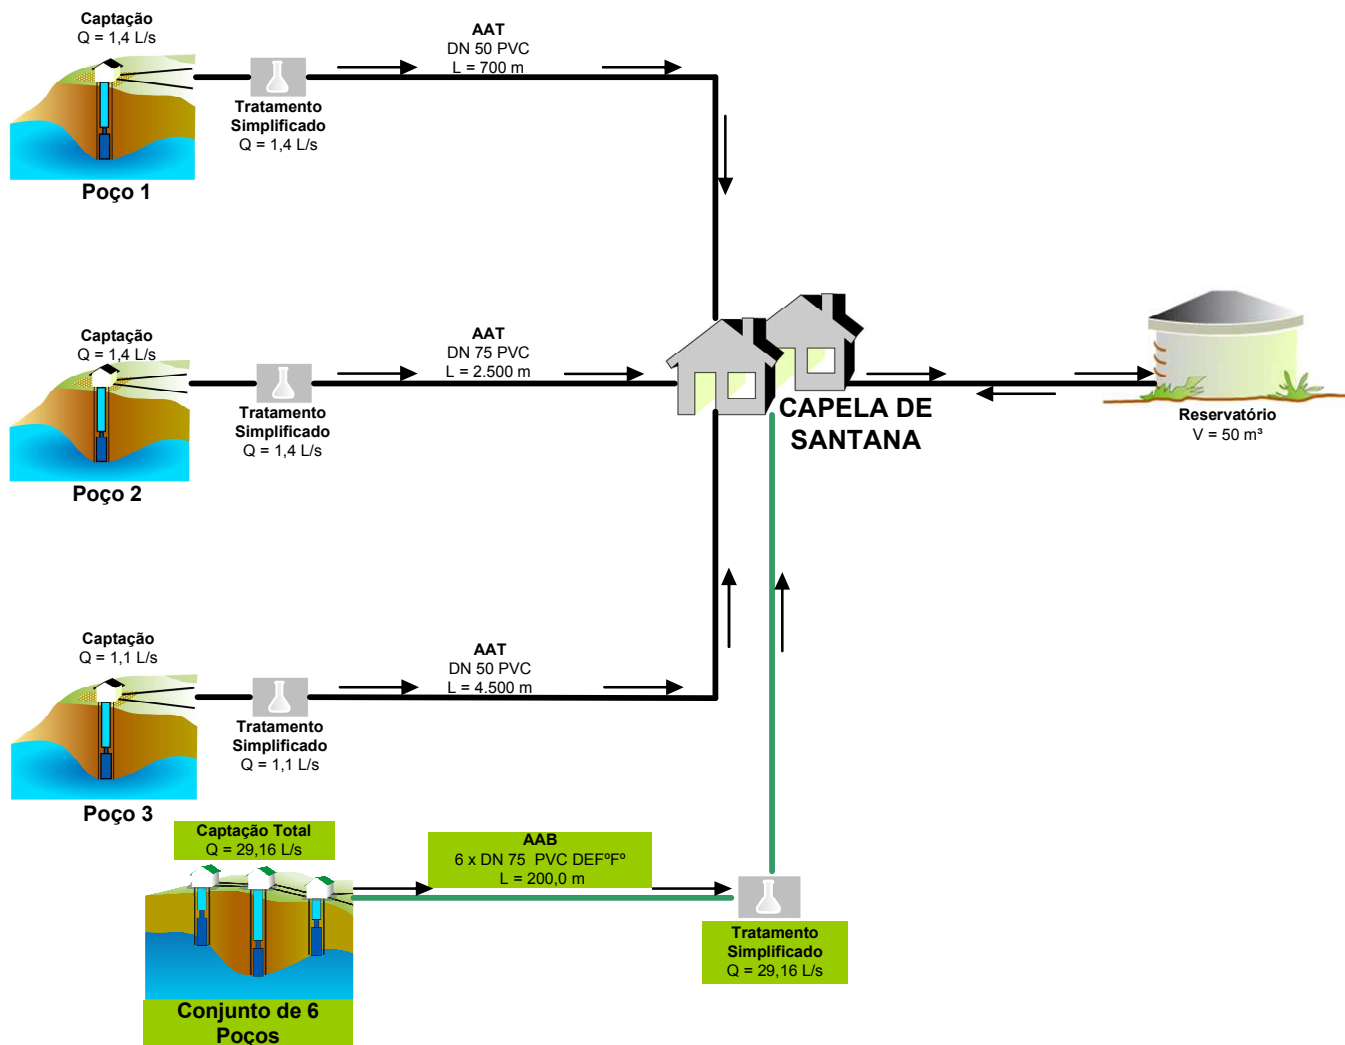 Captação
Q = 1,4 L/s
Poço 1
Tratamento
Simplificado
Q = 1,4 L/s
AAT
DN 50 PVC
L = 700 m
Captação
Q = 1,4 L/s
Poço 2
Tratamento
Simplificado
Q = 1,4 L/s
AAT
DN 75 PVC
L = 2.500 m
CAPELA DE
SANTANA
Reservatório
V = 50 m³
Captação
Q = 1,1 L/s
Poço 3
Tratamento
Simplificado
Q = 1,1 L/s
AAT
DN 50 PVC
L = 4.500 m
Captação Total
Q = 29,16 L/s
Conjunto de 6
Poços
AAB
6 x DN 75 PVC DEFºFº
L = 200,0 m
Tratamento
Simplificado
Q = 29,16 L/s